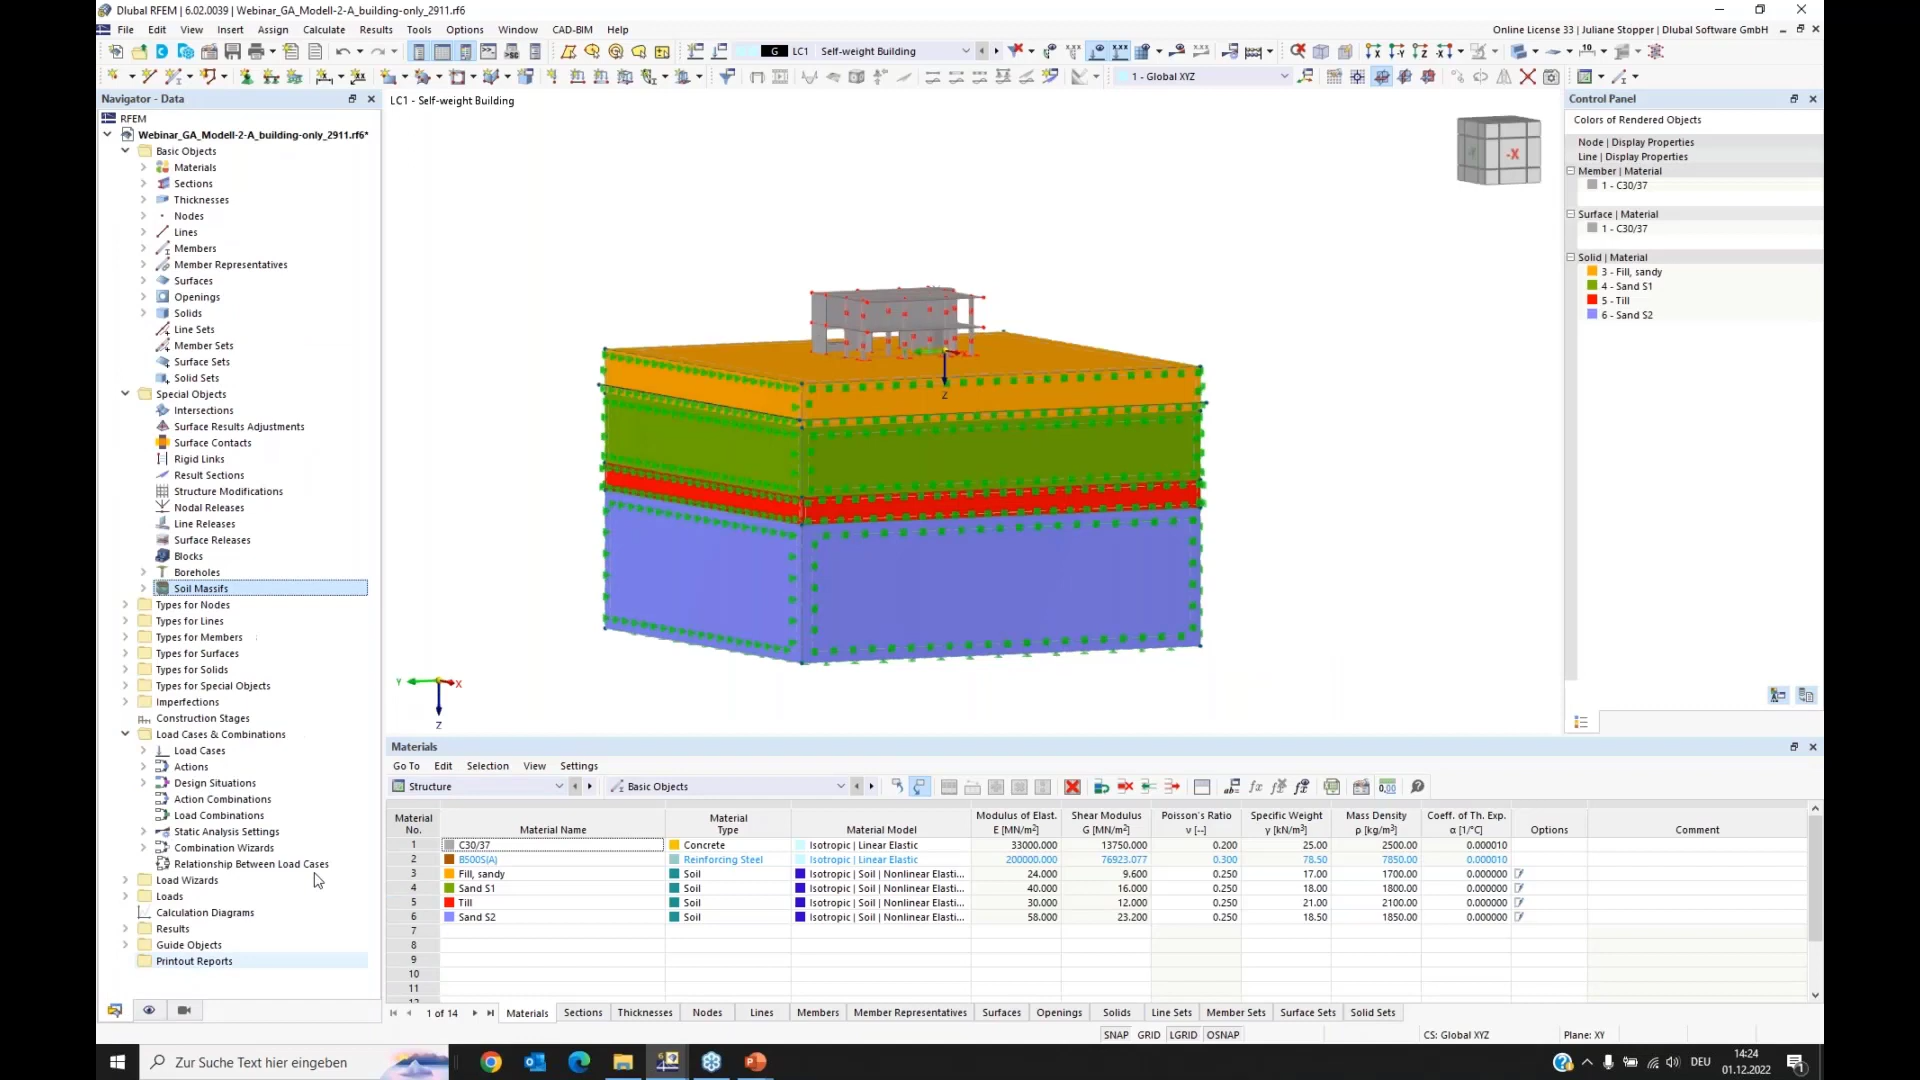 Dlubal RFEM | 6.02.0039 | Webinar_GA_Modell-2-A_building-only_2911.rf6
File Edit View Insert Assign Calculate Results Tools Options Window CAD-BIM Help
Online License 33 | Juliane Stopper | Dlubal Software GmbH
G LC1 Self-weight Building
1 - Global XYZ
Navigator - Data
RFEM
Webinar_GA_Modell-2-A_building-only_2911.rf6*
Basic Objects
Materials
Sections
Thicknesses
Nodes
Lines
Members
Member Representatives
Surfaces
Openings
Solids
Line Sets
Member Sets
Surface Sets
Solid Sets
Special Objects
Intersections
Surface Results Adjustments
Surface Contacts
Rigid Links
Result Sections
Structure Modifications
Nodal Releases
Line Releases
Surface Releases
Blocks
Boreholes
Soil Massifs
Types for Nodes
Types for Lines
Types for Members
Types for Surfaces
Types for Solids
Types for Special Objects
Imperfections
Construction Stages
Load Cases & Combinations
Load Cases
Actions
Design Situations
Action Combinations
Load Combinations
Static Analysis Settings
Combination Wizards
Relationship Between Load Cases
Load Wizards
Loads
Calculation Diagrams
Results
Guide Objects
Printout Reports
LC1 - Self-weight Building
-X
Z
Y X
Z
Control Panel
Colors of Rendered Objects
Node | Display Properties
Line | Display Properties
Member | Material
1 - C30/37
Surface | Material
1 - C30/37
Solid | Material
3 - Fill, sandy
4 - Sand S1
5 - Till
6 - Sand S2
Materials
Go To Edit Selection View Settings
Structure Basic Objects
Material No. Material Name Material Type Material Model Modulus of Elast. E [MN/m²] Shear Modulus G [MN/m²] Poisson's Ratio ν [--] Specific Weight γ [kN/m³] Mass Density ρ [kg/m³] Coeff. of Th. Exp. α [1/°C] Options Comment
1 C30/37 Concrete Isotropic | Linear Elastic 33000.000 13750.000 0.200 25.00 2500.00 0.000010
2 B500S(A) Reinforcing Steel Isotropic | Linear Elastic 200000.000 76923.077 0.300 78.50 7850.00 0.000010
3 Fill, sandy Soil Isotropic | Soil | Nonlinear Elasti... 24.000 9.600 0.250 17.00 1700.00 0.000000
4 Sand S1 Soil Isotropic | Soil | Nonlinear Elasti... 40.000 16.000 0.250 18.00 1800.00 0.000000
5 Till Soil Isotropic | Soil | Nonlinear Elasti... 30.000 12.000 0.250 21.00 2100.00 0.000000
6 Sand S2 Soil Isotropic | Soil | Nonlinear Elasti... 58.000 23.200 0.250 18.50 1850.00 0.000000
7
8
9
10
11
1 of 14 Materials Sections Thicknesses Nodes Lines Members Member Representatives Surfaces Openings Solids Line Sets Member Sets Surface Sets Solid Sets
SNAP GRID LGRID OSNAP CS: Global XYZ Plane: XY
Zur Suche Text hier eingeben
DEU 14:24
01.12.2022